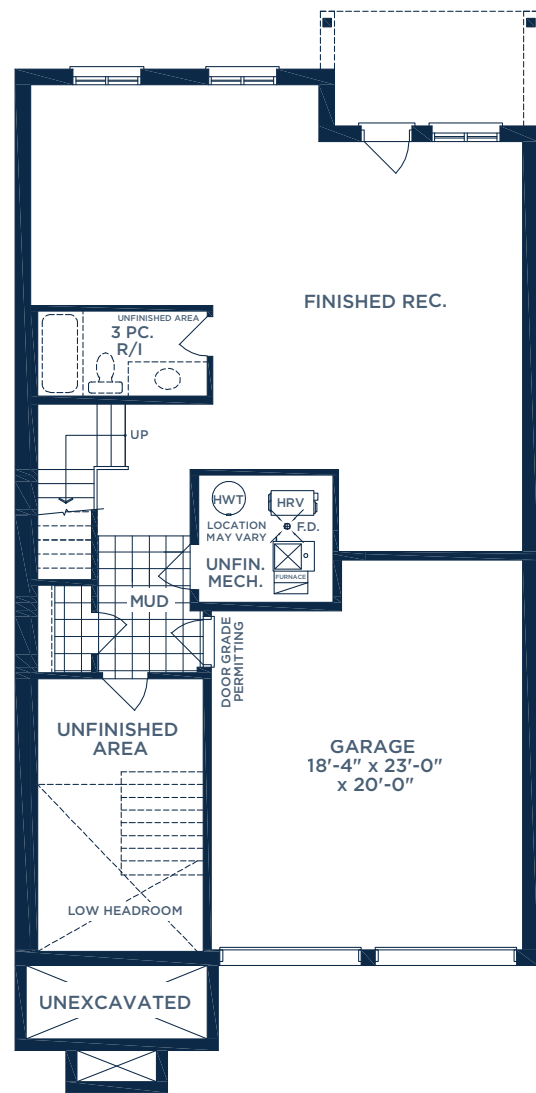 FINISHED REC.
UNFINISHED AREA
3 PC.
R/I
UP
HWT
HRV
LOCATION
MAY VARY
F.D.
UNFIN.
MECH.
FURNACE
MUD
DOOR GRADE
PERMITTING
UNFINISHED
AREA
GARAGE
18'-4" x 23'-0"
x 20'-0"
LOW HEADROOM
UNEXCAVATED